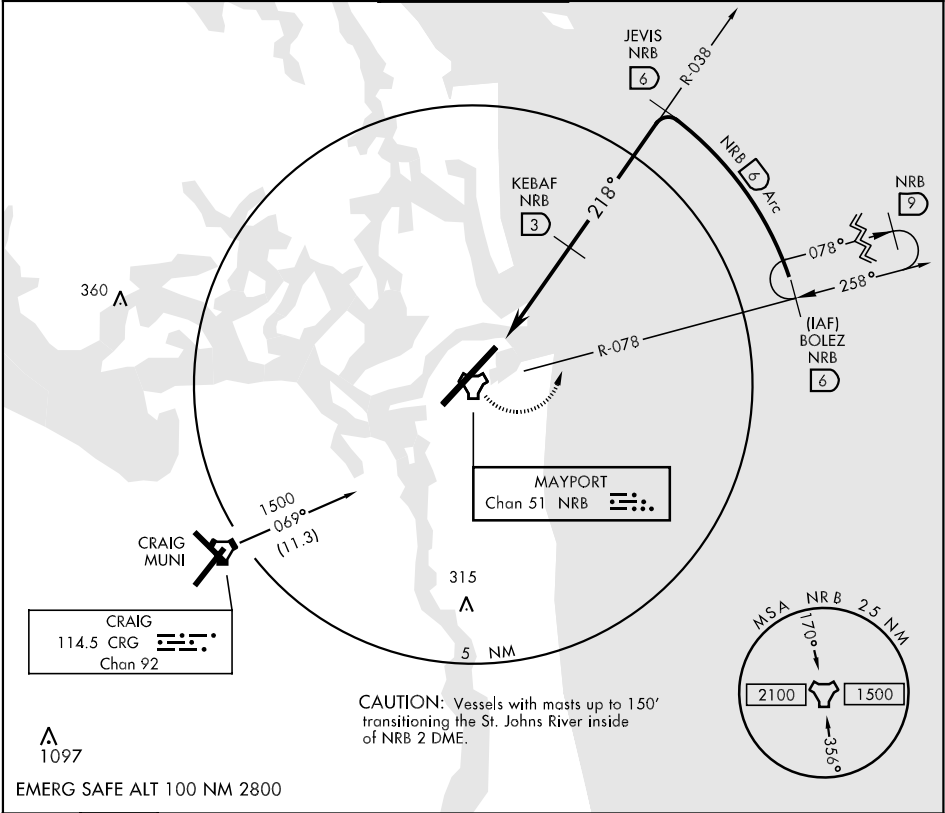 JEVIS
NRB
6
R-038
NRB 6 Arc
KEBAF
NRB
3
218°
NRB
9
078°
258°
(IAF)
BOLEZ
NRB
6
R-078
360
MAYPORT
Chan 51 NRB
1500
069°
(11.3)
CRAIG
MUNI
CRAIG
114.5 CRG
Chan 92
315
5 NM
MSA NRB 25 NM
170°
2100
1500
356°
CAUTION: Vessels with masts up to 150'
transitioning the St. Johns River inside
of NRB 2 DME.
1097
EMERG SAFE ALT 100 NM 2800